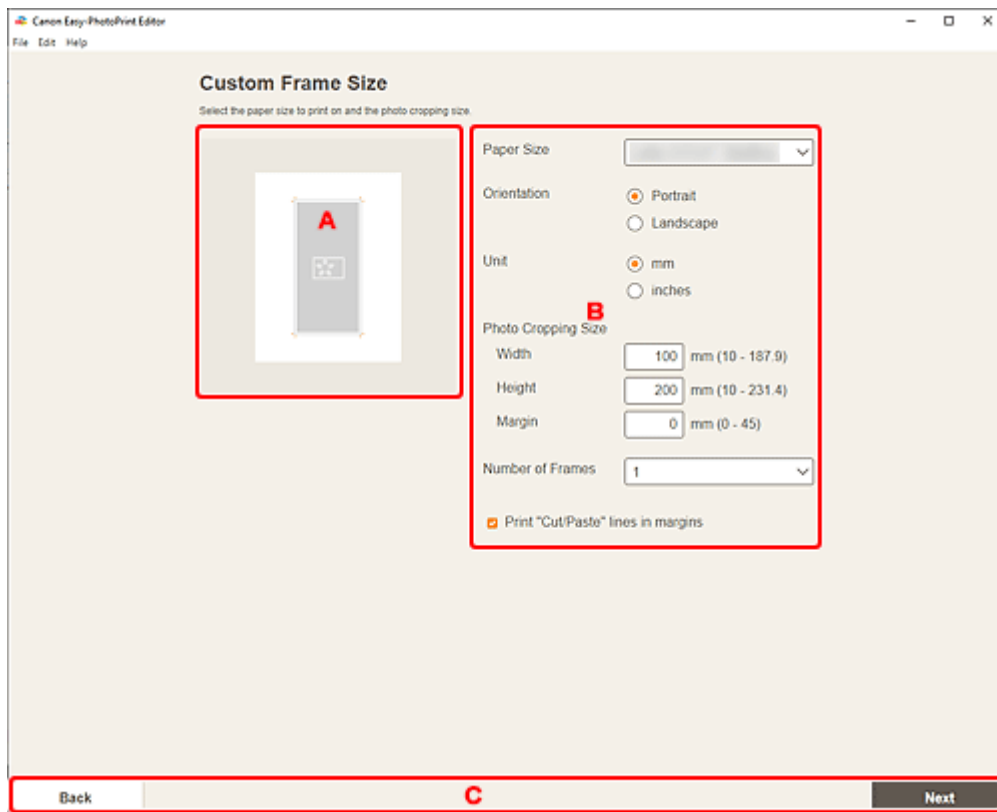 Canon Easy-PhotoPrint Editor
File Edit Help
Custom Frame Size
Select the paper size to print on and the photo cropping size.
A
Paper Size
Orientation
Portrait
Landscape
Unit
mm
inches
B
Photo Cropping Size
Width 100 mm (10 - 187.9)
Height 200 mm (10 - 231.4)
Margin 0 mm (0 - 45)
Number of Frames 1
Print "Cut/Paste" lines in margins
Back C Next